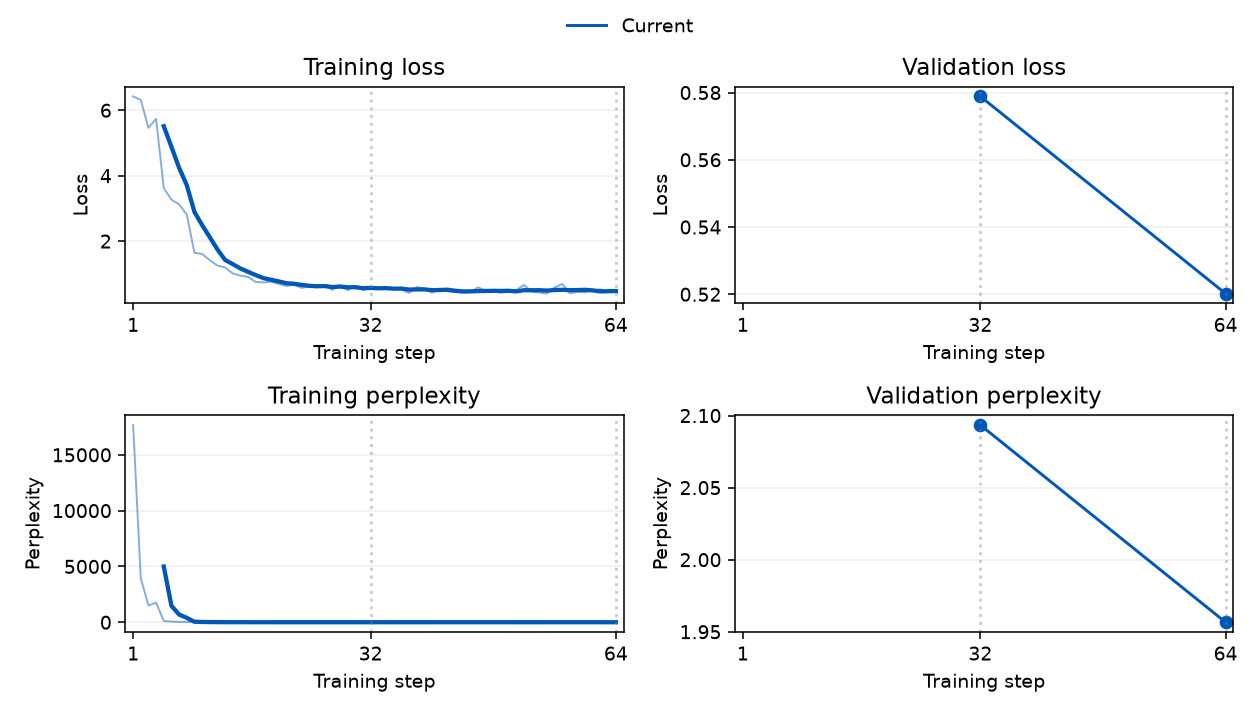 Current
Training loss
Loss
6
4
2
1
32
64
Training step
Validation loss
Loss
0.58
0.56
0.54
0.52
1
32
64
Training step
Training perplexity
Perplexity
15000
10000
5000
0
1
32
64
Training step
Validation perplexity
Perplexity
2.10
2.05
2.00
1.95
1
32
64
Training step